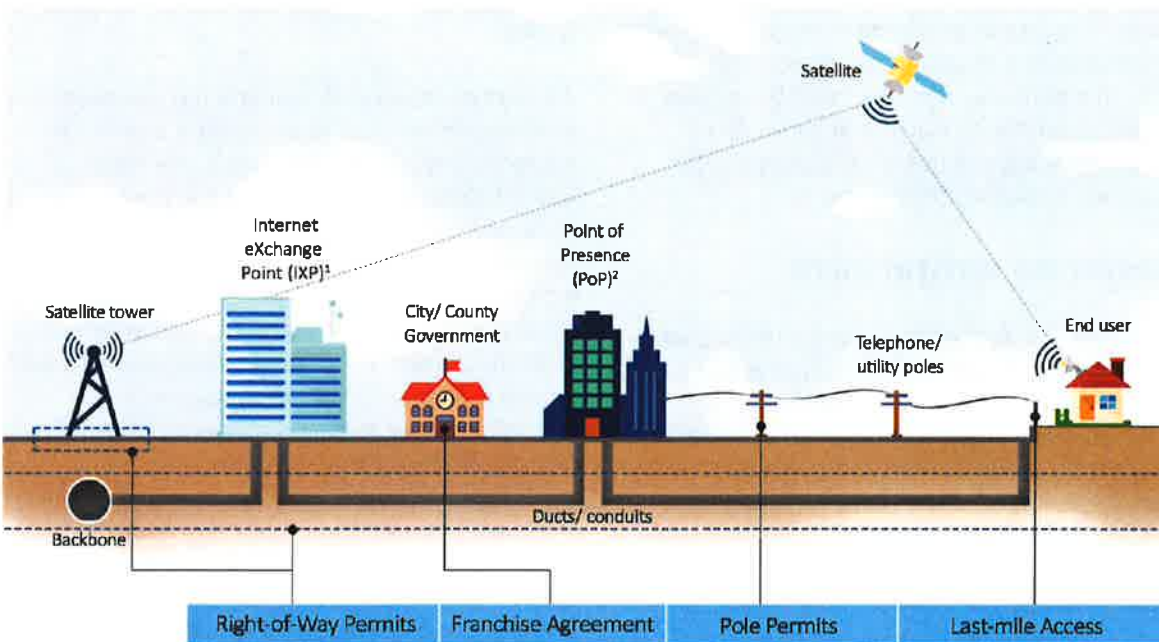 Satellite
Internet
eXchange
Point (IXP)¹
Point of
Presence
(PoP)²
Satellite tower
City/ County
Government
End user
Telephone/
utility poles
Ducts/ conduits
Backbone
Right-of-Way Permits
Franchise Agreement
Pole Permits
Last-mile Access